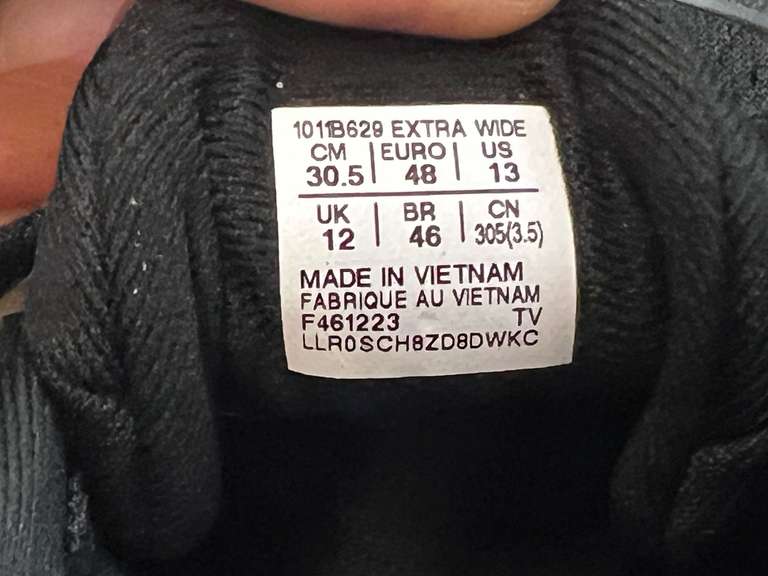 1011B629 EXTRA WIDE
CM | EURO | US
30.5 | 48 | 13
UK | BR | CN
12 | 46 | 305(3.5)
MADE IN VIETNAM
FABRIQUE AU VIETNAM
F461223 TV
LLR0SCH8ZD8DWKC